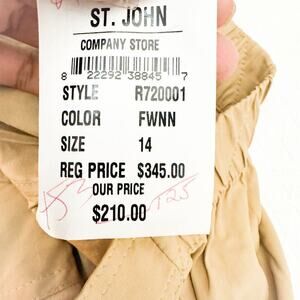 ST. JOHN
COMPANY STORE
8 22292 38845 7
STYLE R720001
COLOR FWNN
SIZE 14
REG PRICE $345.00
OUR PRICE
$210.00